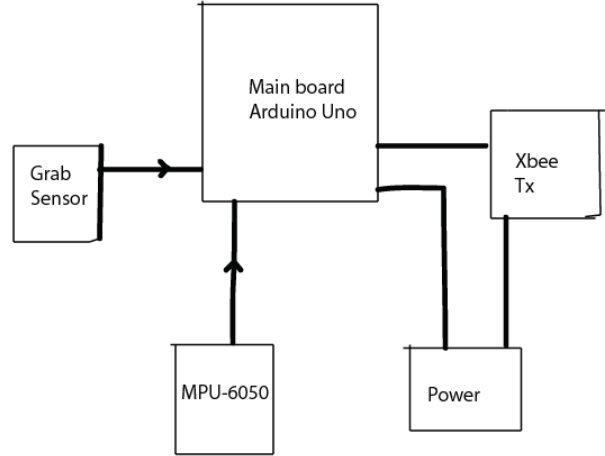 Main board
Arduino Uno
Grab
Sensor
Xbee
Tx
MPU-6050
Power